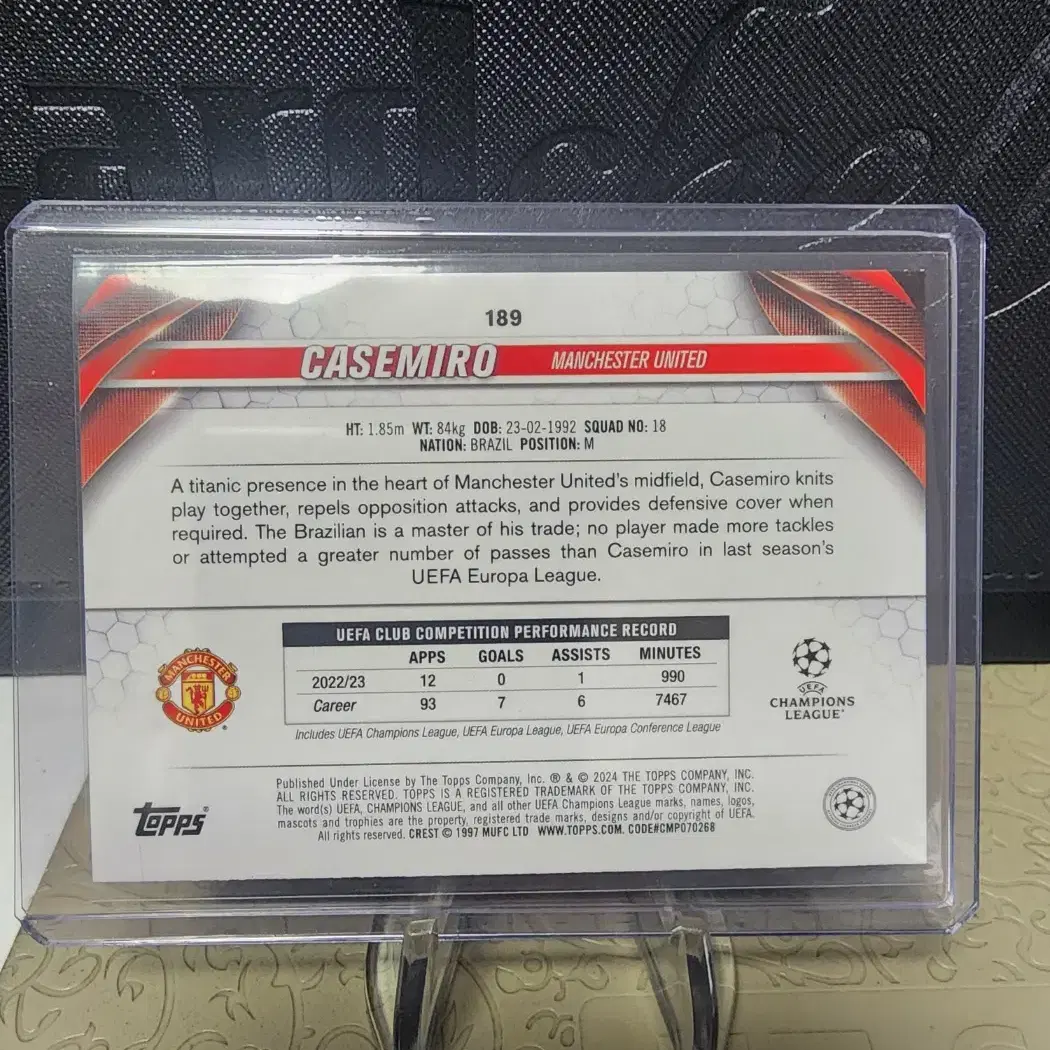 189
CASEMIRO MANCHESTER UNITED
HT: 1.85m WT: 84kg DOB: 23-02-1992 SQUAD NO: 18
NATION: BRAZIL POSITION: M
A titanic presence in the heart of Manchester United's midfield, Casemiro knits
play together, repels opposition attacks, and provides defensive cover when
required. The Brazilian is a master of his trade; no player made more tackles
or attempted a greater number of passes than Casemiro in last season's
UEFA Europa League.
UEFA CLUB COMPETITION PERFORMANCE RECORD
APPS GOALS ASSISTS MINUTES
2022/23 12 0 1 990
Career 93 7 6 7467
Includes UEFA Champions League, UEFA Europa League, UEFA Europa Conference League
MANCHESTER
UNITED
®
UEFA
CHAMPIONS
LEAGUE
Topps®
Published Under License by The Topps Company, Inc. ® & © 2024 THE TOPPS COMPANY, INC.
ALL RIGHTS RESERVED. TOPPS IS A REGISTERED TRADEMARK OF THE TOPPS COMPANY, INC.
The word(s) UEFA, CHAMPIONS LEAGUE, and all other UEFA Champions League marks, names, logos,
mascots and trophies are the property, registered trade marks, designs and/or copyright of UEFA.
All rights reserved. CREST © 1997 MUFC LTD WWW.TOPPS.COM. CODE#CMP070268